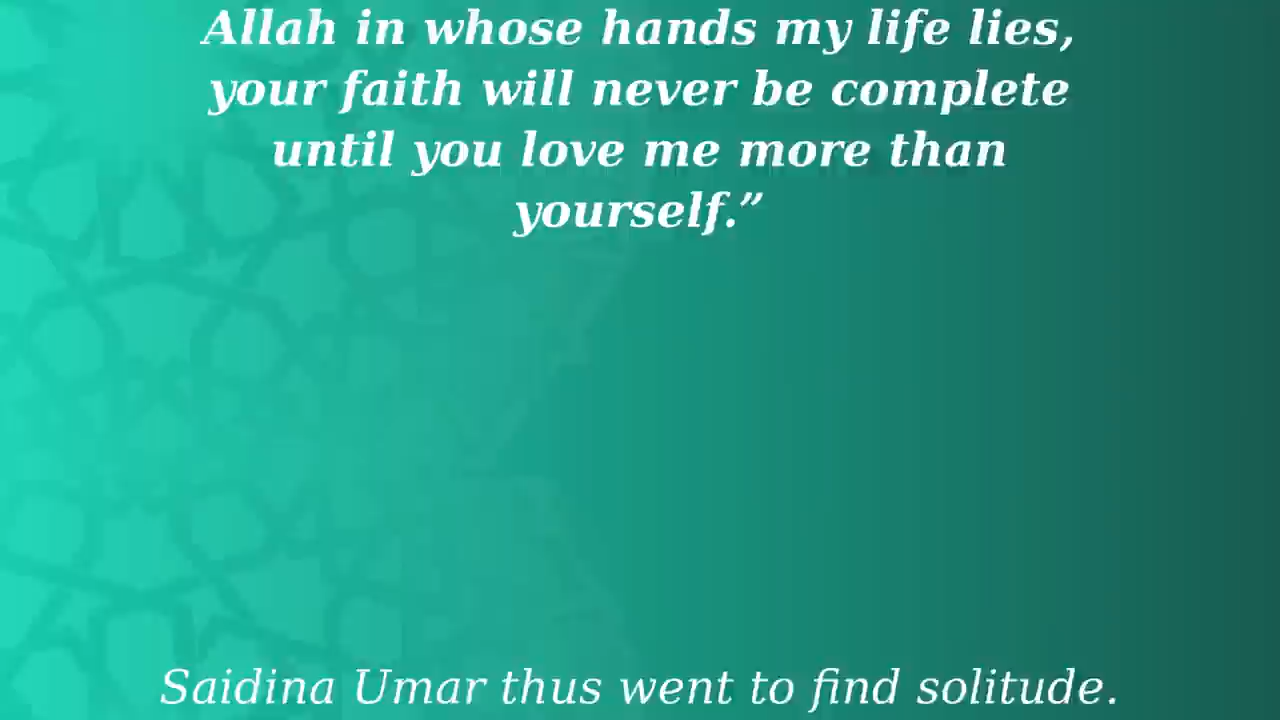 Allah in whose hands my life lies,
your faith will never be complete
until you love me more than
yourself.”
Saidina Umar thus went to find solitude.